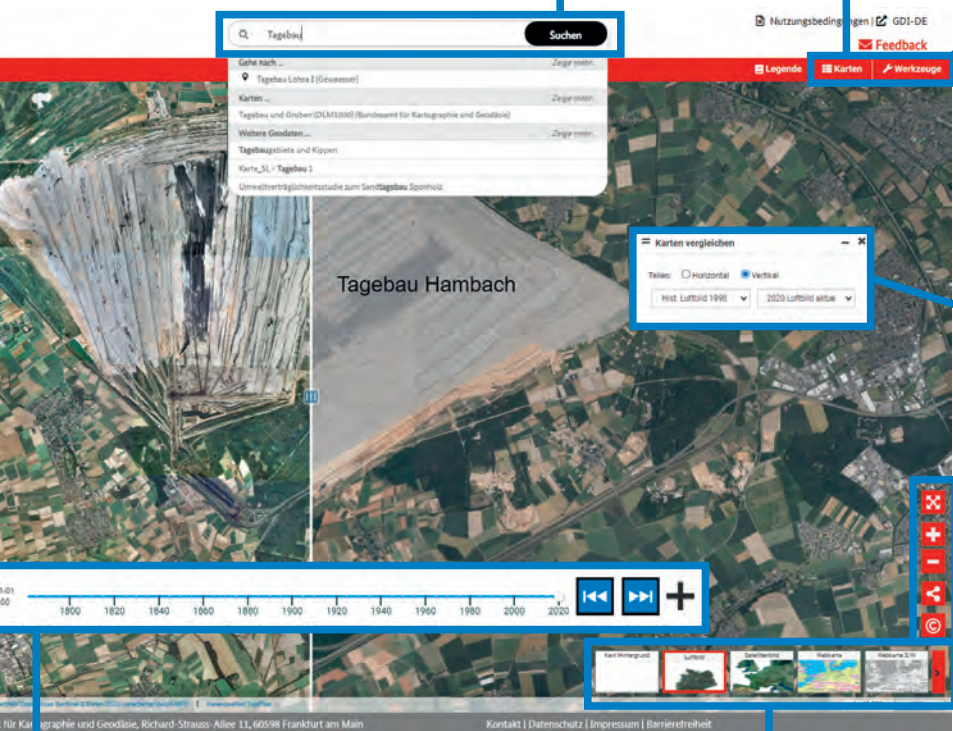 Nutzungsbedingungen | GDI-DE
Feedback
Tagebau
Suchen
Legende
Karten
Werkzeuge
Gehe nach ...
Zeige mehr.
Tagebau Lohsa I [Gewaesser]
Karten ...
Zeige mehr.
Tagebau und Gruben (DLM1000) (Bundesamt für Kartographie und Geodäsie)
Weitere Geodaten ...
Zeige mehr.
Tagebaugebiete und Kippen
Karte_SL - Tagebau 1
Umweltverträglichkeitsstudie zum Sandtagebau Sponholz
Karten vergleichen
Teilen: Horizontal Vertikal
Hist. Luftbild 1998
2020 Luftbild aktue
Tagebau Hambach
1800 1820 1840 1860 1880 1900 1920 1940 1960 1980 2000 2020
Kein Hintergrund
Luftbild
Satellitenbild
Webkarte
Webkarte S/W
für Kartographie und Geodäsie, Richard-Strauss-Allee 11, 60598 Frankfurt am Main
Kontakt | Datenschutz | Impressum | Barrierefreiheit